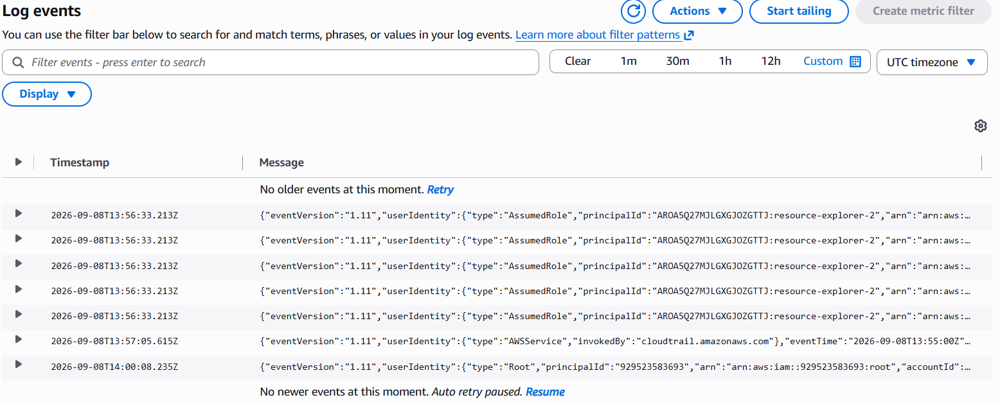 Log events
Actions
Start tailing
Create metric filter
You can use the filter bar below to search for and match terms, phrases, or values in your log events. Learn more about filter patterns
Filter events - press enter to search
Clear 1m 30m 1h 12h Custom
UTC timezone
Display
Timestamp Message
No older events at this moment. Retry
2026-09-08T13:56:33.213Z {"eventVersion":"1.11","userIdentity":{"type":"AssumedRole","principalId":"AROA5Q27MJLGXGJOZGTTJ:resource-explorer-2","arn":"arn:aws:…
2026-09-08T13:56:33.213Z {"eventVersion":"1.11","userIdentity":{"type":"AssumedRole","principalId":"AROA5Q27MJLGXGJOZGTTJ:resource-explorer-2","arn":"arn:aws:…
2026-09-08T13:56:33.213Z {"eventVersion":"1.11","userIdentity":{"type":"AssumedRole","principalId":"AROA5Q27MJLGXGJOZGTTJ:resource-explorer-2","arn":"arn:aws:…
2026-09-08T13:56:33.213Z {"eventVersion":"1.11","userIdentity":{"type":"AssumedRole","principalId":"AROA5Q27MJLGXGJOZGTTJ:resource-explorer-2","arn":"arn:aws:…
2026-09-08T13:56:33.213Z {"eventVersion":"1.11","userIdentity":{"type":"AssumedRole","principalId":"AROA5Q27MJLGXGJOZGTTJ:resource-explorer-2","arn":"arn:aws:…
2026-09-08T13:57:05.615Z {"eventVersion":"1.11","userIdentity":{"type":"AWSService","invokedBy":"cloudtrail.amazonaws.com"},"eventTime":"2026-09-08T13:55:00Z"…
2026-09-08T14:00:08.235Z {"eventVersion":"1.11","userIdentity":{"type":"Root","principalId":"929523583693","arn":"arn:aws:iam::929523583693:root","accountId":…
No newer events at this moment. Auto retry paused. Resume